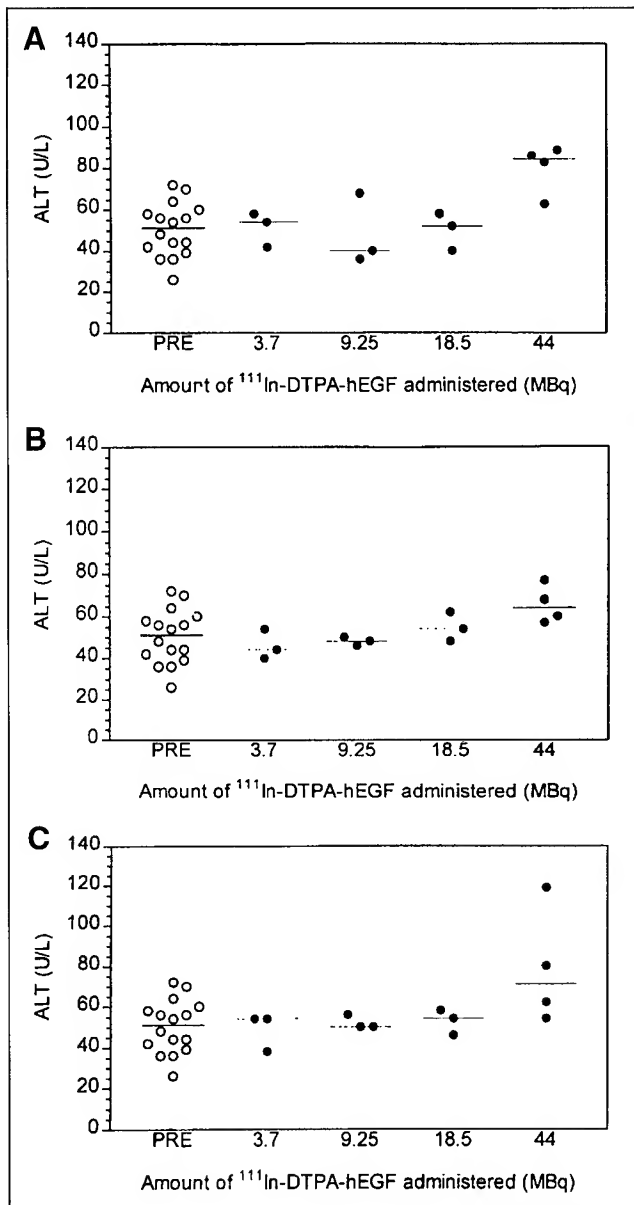 A
ALT (U/L)
140
120
100
80
60
40
20
0
PRE 3.7 9.25 18.5 44
Amount of ¹¹¹In-DTPA-hEGF administered (MBq)
B
ALT (U/L)
140
120
100
80
60
40
20
0
PRE 3.7 9.25 18.5 44
Amount of ¹¹¹In-DTPA-hEGF administered (MBq)
C
ALT (U/L)
140
120
100
80
60
40
20
0
PRE 3.7 9.25 18.5 44
Amount of ¹¹¹In-DTPA-hEGF administered (MBq)